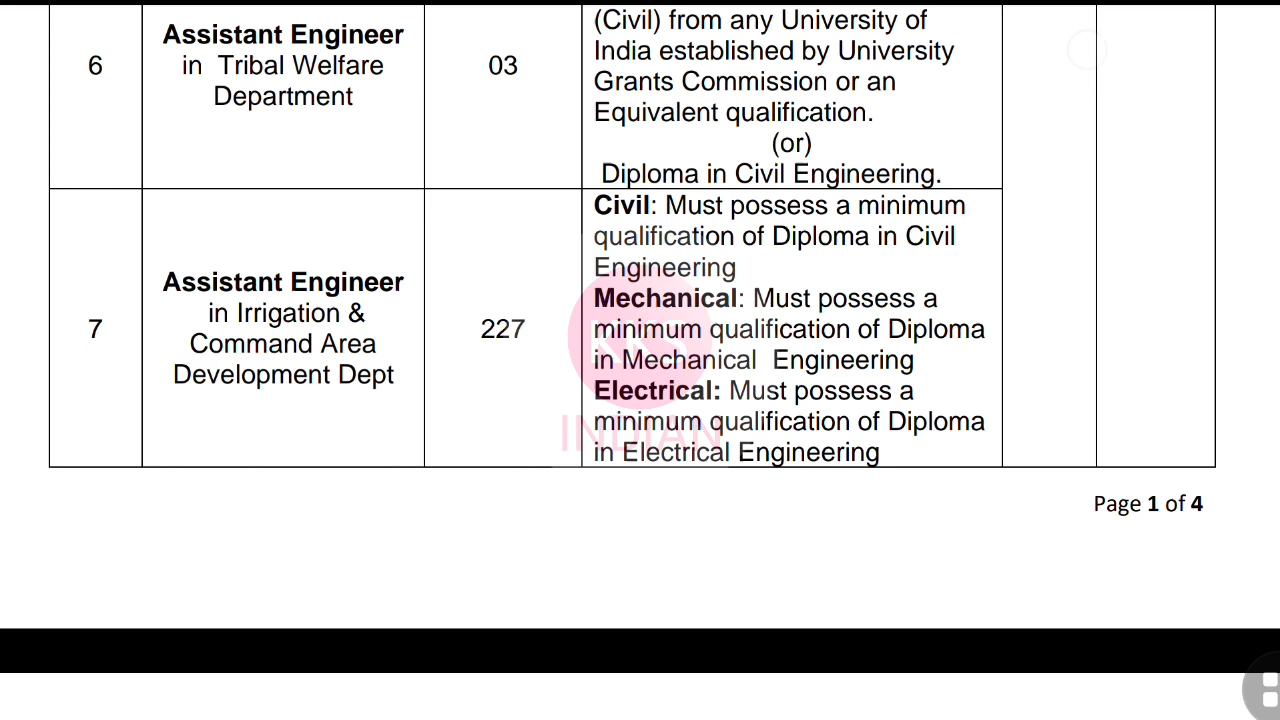 (Civil) from any University of
India established by University
Grants Commission or an
Equivalent qualification.
(or)
Diploma in Civil Engineering.
6
Assistant Engineer
in Tribal Welfare
Department
03
7
Assistant Engineer
in Irrigation &
Command Area
Development Dept
227
Civil: Must possess a minimum
qualification of Diploma in Civil
Engineering
Mechanical: Must possess a
minimum qualification of Diploma
in Mechanical Engineering
Electrical: Must possess a
minimum qualification of Diploma
in Electrical Engineering
KKS
INDIAN
Page 1 of 4